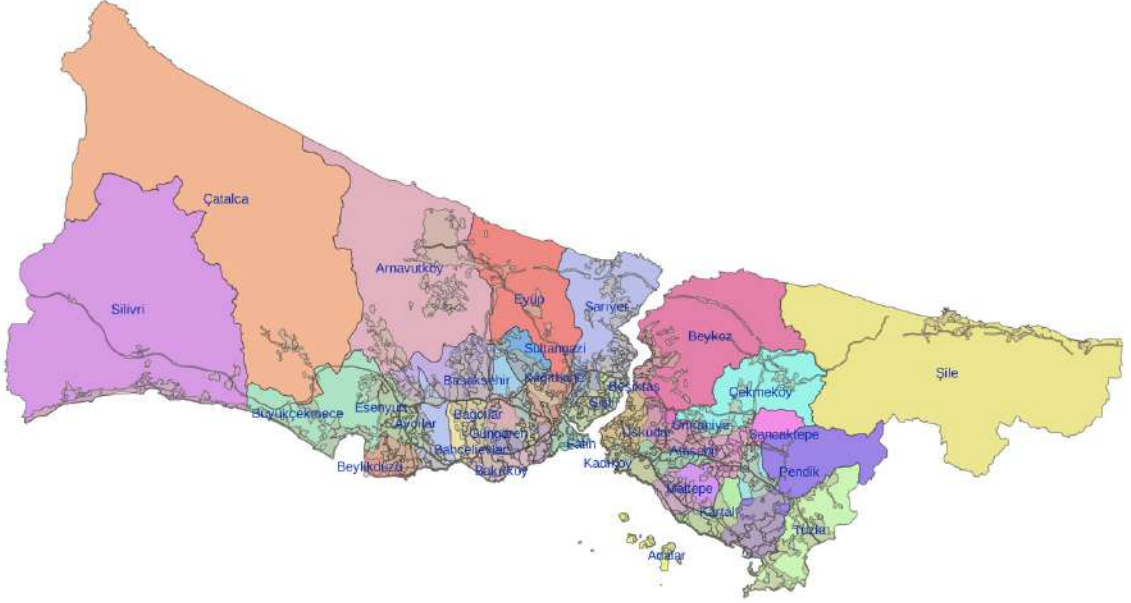 Çatalca
Silivri
Arnavutköy
Eyüp
Sarıyer
Beykoz
Şile
Sultangazi
Kağıthane
Başakşehir
Beşiktaş
Çekmeköy
Büyükçekmece
Esenyurt
Avcılar
Bağcılar
Şişli
Güngören
Bahçelievler
Fatih
Üsküdar
Ümraniye
Sancaktepe
Ataşehir
Beylikdüzü
Bakırköy
Kadıköy
Pendik
Maltepe
Kartal
Tuzla
Adalar